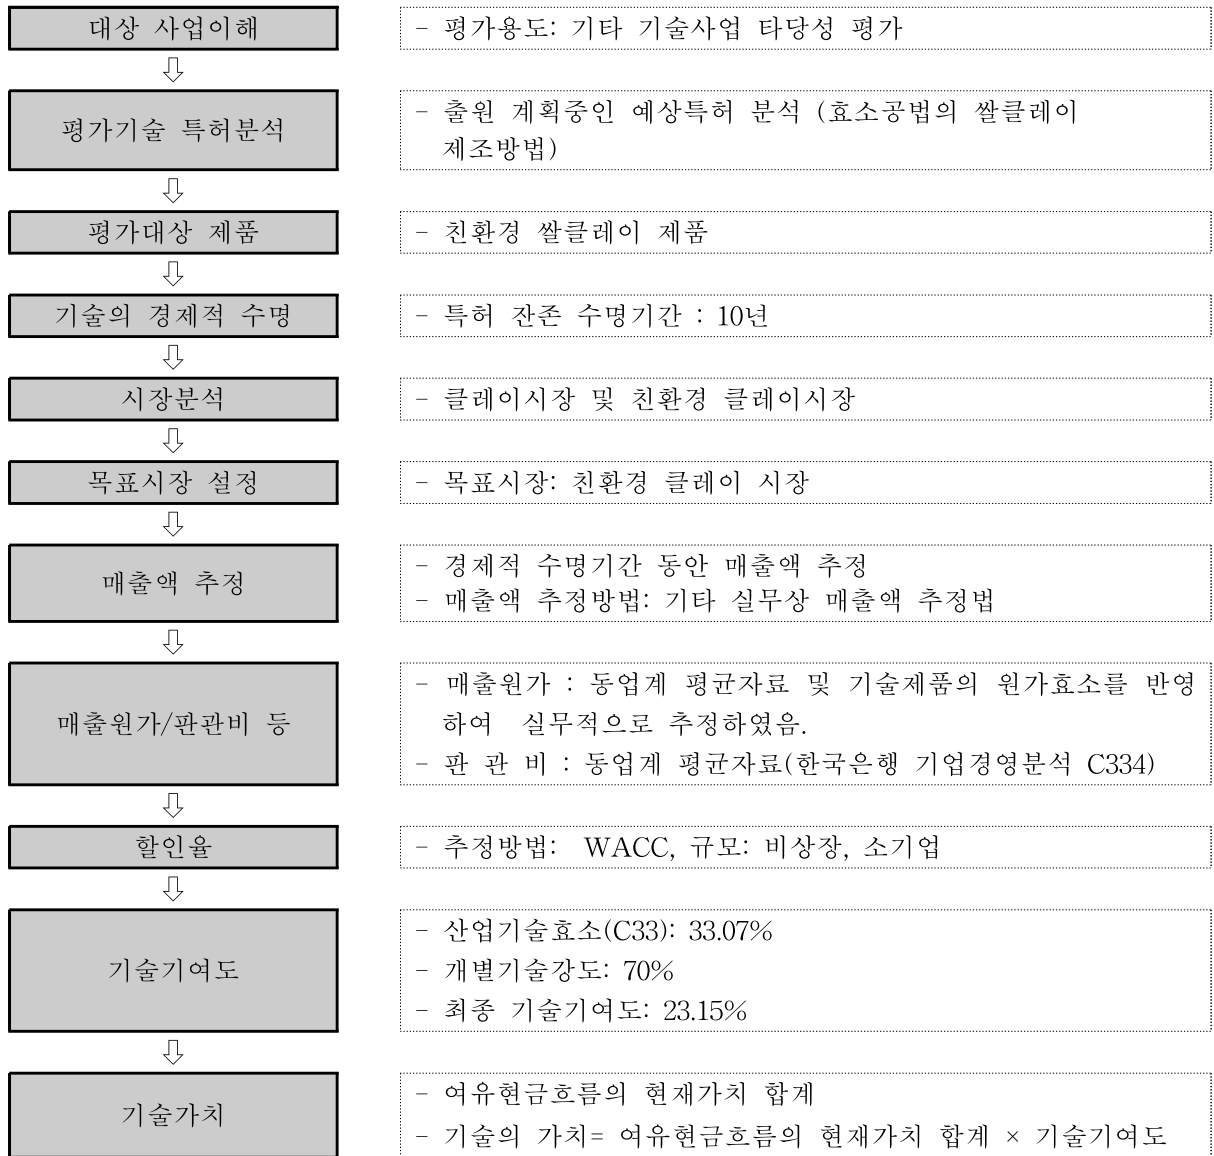 대상 사업이해
- 평가용도: 기타 기술사업 타당성 평가
평가기술 특허분석
- 출원 계획중인 예상특허 분석 (효소공법의 쌀클레이
제조방법)
평가대상 제품
- 친환경 쌀클레이 제품
기술의 경제적 수명
- 특허 잔존 수명기간 : 10년
시장분석
- 클레이시장 및 친환경 클레이시장
목표시장 설정
- 목표시장: 친환경 클레이 시장
매출액 추정
- 경제적 수명기간 동안 매출액 추정
- 매출액 추정방법: 기타 실무상 매출액 추정법
매출원가/판관비 등
- 매출원가 : 동업계 평균자료 및 기술제품의 원가효소를 반영
하여 실무적으로 추정하였음.
- 판 관 비 : 동업계 평균자료(한국은행 기업경영분석 C334)
할인율
- 추정방법: WACC, 규모: 비상장, 소기업
기술기여도
- 산업기술효소(C33): 33.07%
- 개별기술강도: 70%
- 최종 기술기여도: 23.15%
기술가치
- 여유현금흐름의 현재가치 합계
- 기술의 가치= 여유현금흐름의 현재가치 합계 × 기술기여도